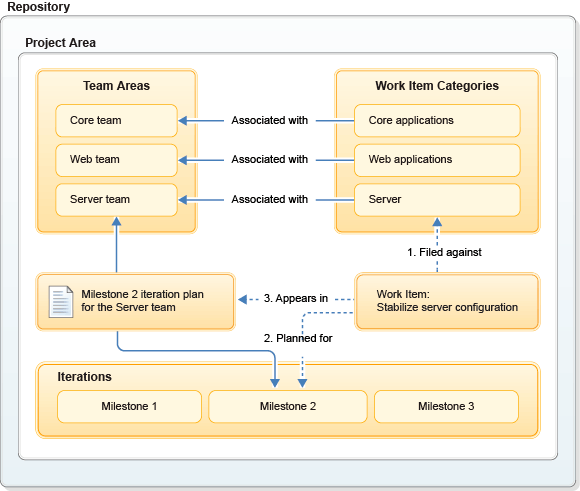 Repository
Project Area
Team Areas
Work Item Categories
Core team
Associated with
Core applications
Web team
Associated with
Web applications
Server team
Associated with
Server
1. Filed against
Milestone 2 iteration plan
for the Server team
3. Appears in
Work Item:
Stabilize server configuration
2. Planned for
Iterations
Milestone 1
Milestone 2
Milestone 3